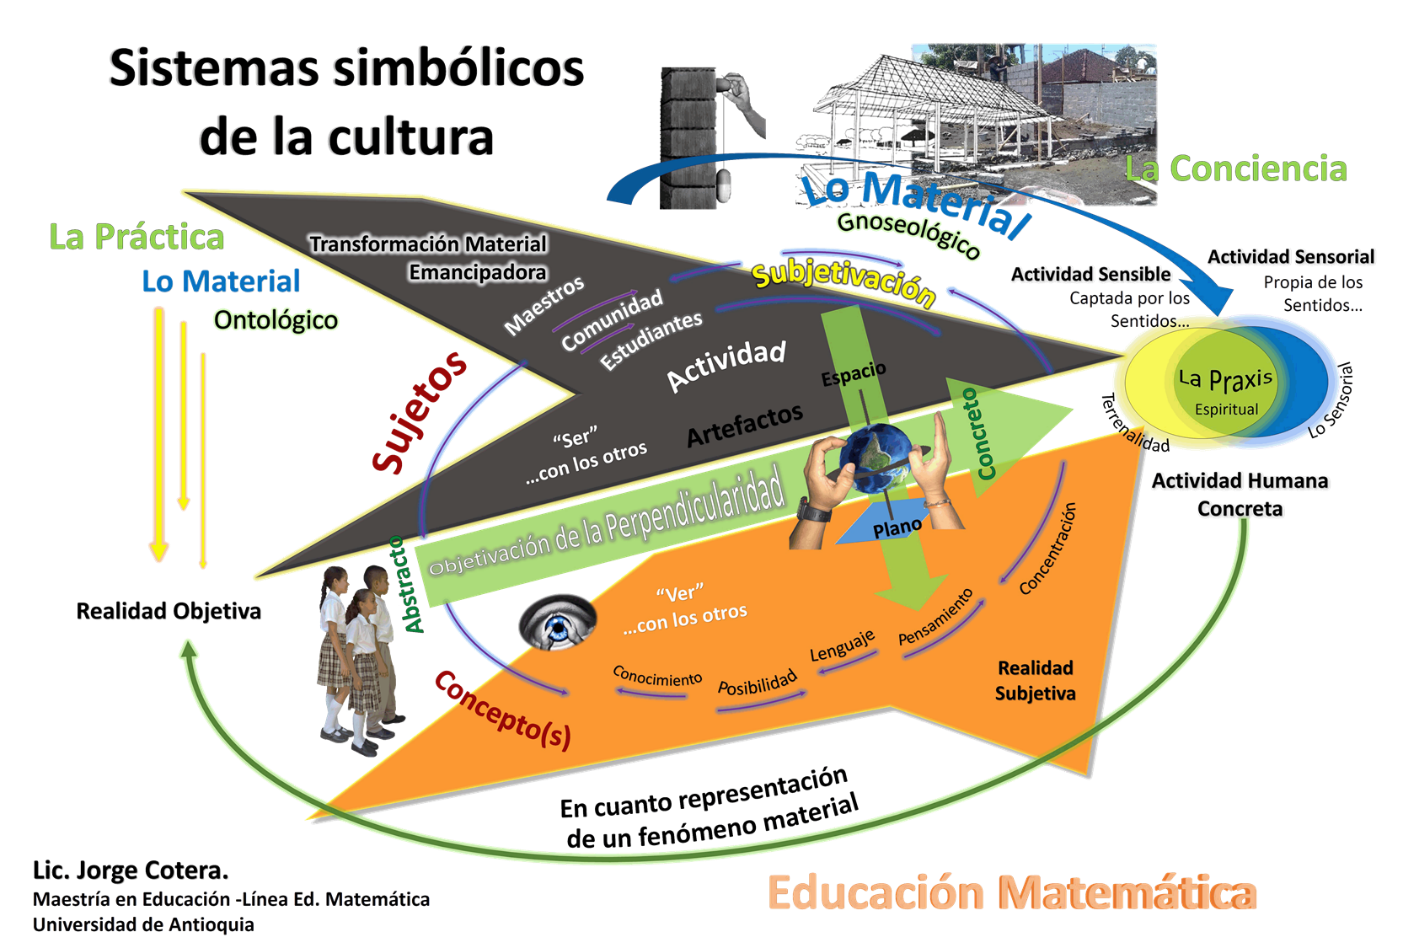 Sistemas simbólicos
de la cultura
La Práctica
Lo Material
Ontológico
Realidad Objetiva
Transformación Material
Emancipadora
Maestros
Comunidad
Estudiantes
Sujetos
Actividad
Artefactos
"Ser"
...con los otros
Subjetivación
Lo Material
Gnoseológico
La Conciencia
Actividad Sensible
Captada por los
Sentidos...
Actividad Sensorial
Propia de los
Sentidos...
La Praxis
Espiritual
Terrenalidad
Lo Sensorial
Actividad Humana
Concreta
Espacio
Plano
Abstracto
Objetivación de la Perpendicularidad
Concreto
"Ver"
...con los otros
Concepto(s)
Conocimiento
Posibilidad
Lenguaje
Pensamiento
Concentración
Realidad
Subjetiva
En cuanto representación
de un fenómeno material
Lic. Jorge Cotera.
Maestría en Educación -Línea Ed. Matemática
Universidad de Antioquia
Educación Matemática